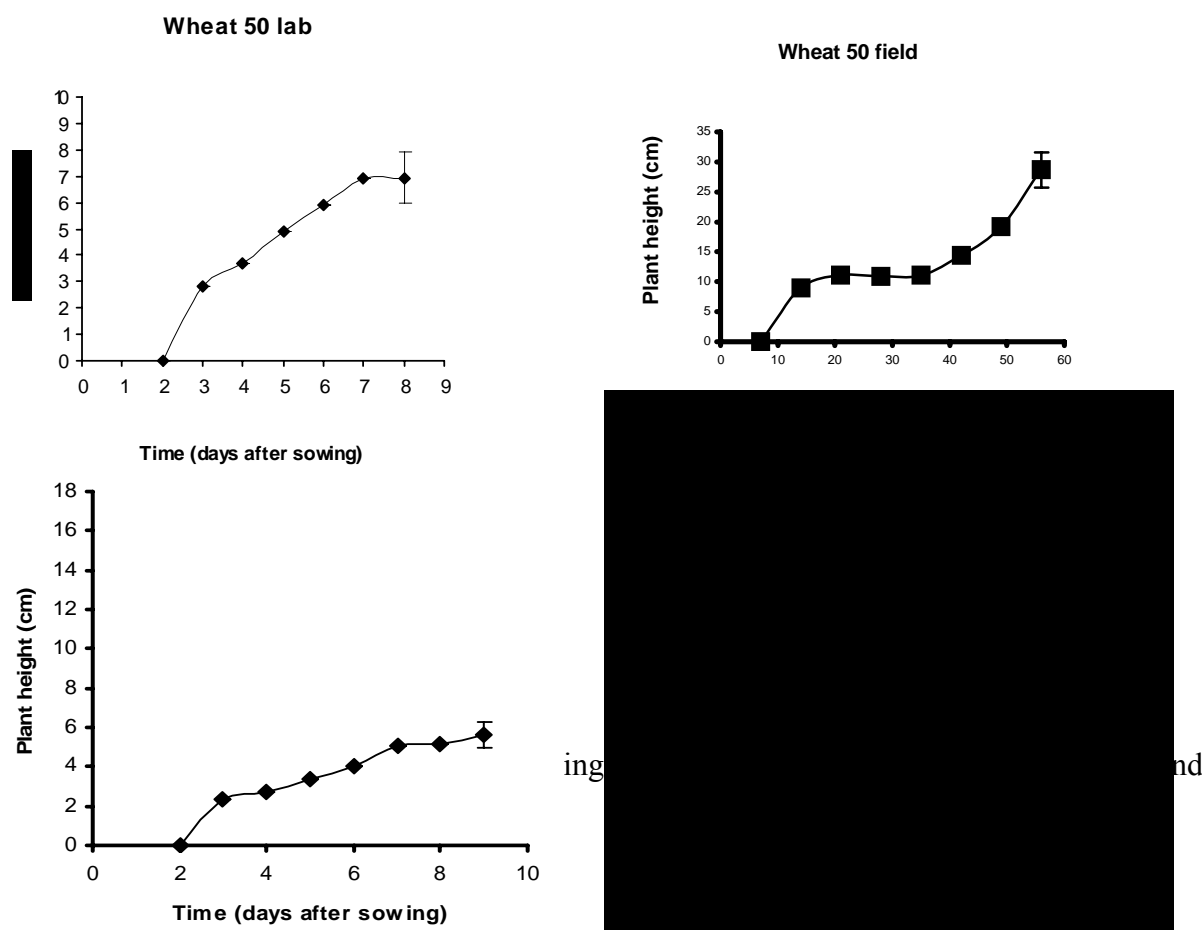 Wheat 50 lab
10
9
8
7
6
5
4
3
2
1
0
0 1 2 3 4 5 6 7 8 9
Time (days after sowing)
Wheat 50 field
Plant height (cm)
35
30
25
20
15
10
5
0
0 10 20 30 40 50 60
Plant height (cm)
18
16
14
12
10
8
6
4
2
0
0 2 4 6 8 10
Time (days after sowing)
ing nd